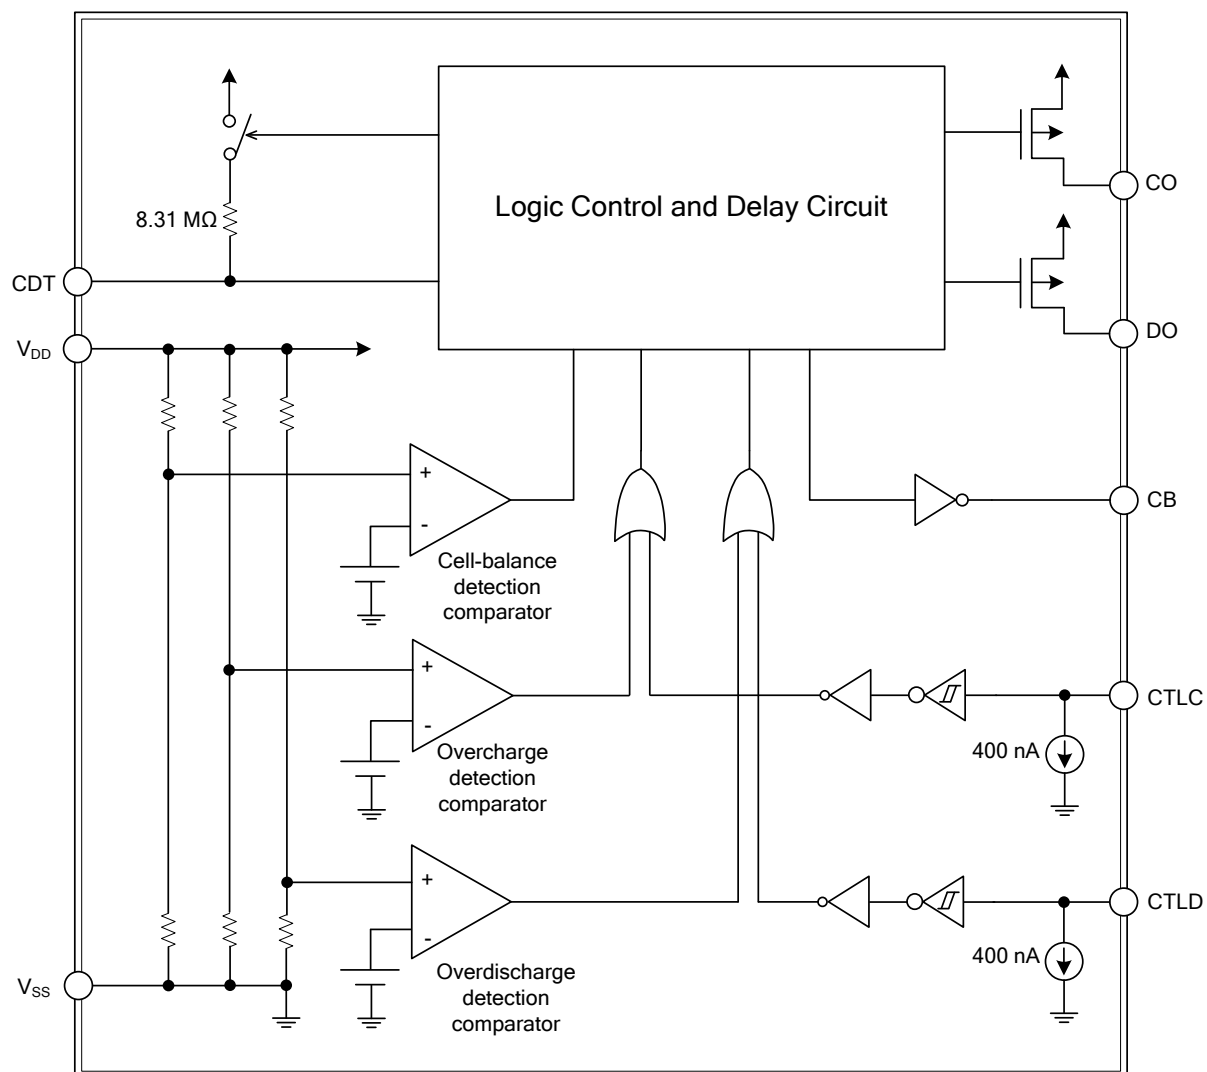 Logic Control and Delay Circuit
CO
8.31 MΩ
CDT
DO
VDD
+
-
CB
Cell-balance
detection
comparator
+
-
CTLC
400 nA
Overcharge
detection
comparator
+
-
CTLD
400 nA
VSS
Overdischarge
detection
comparator